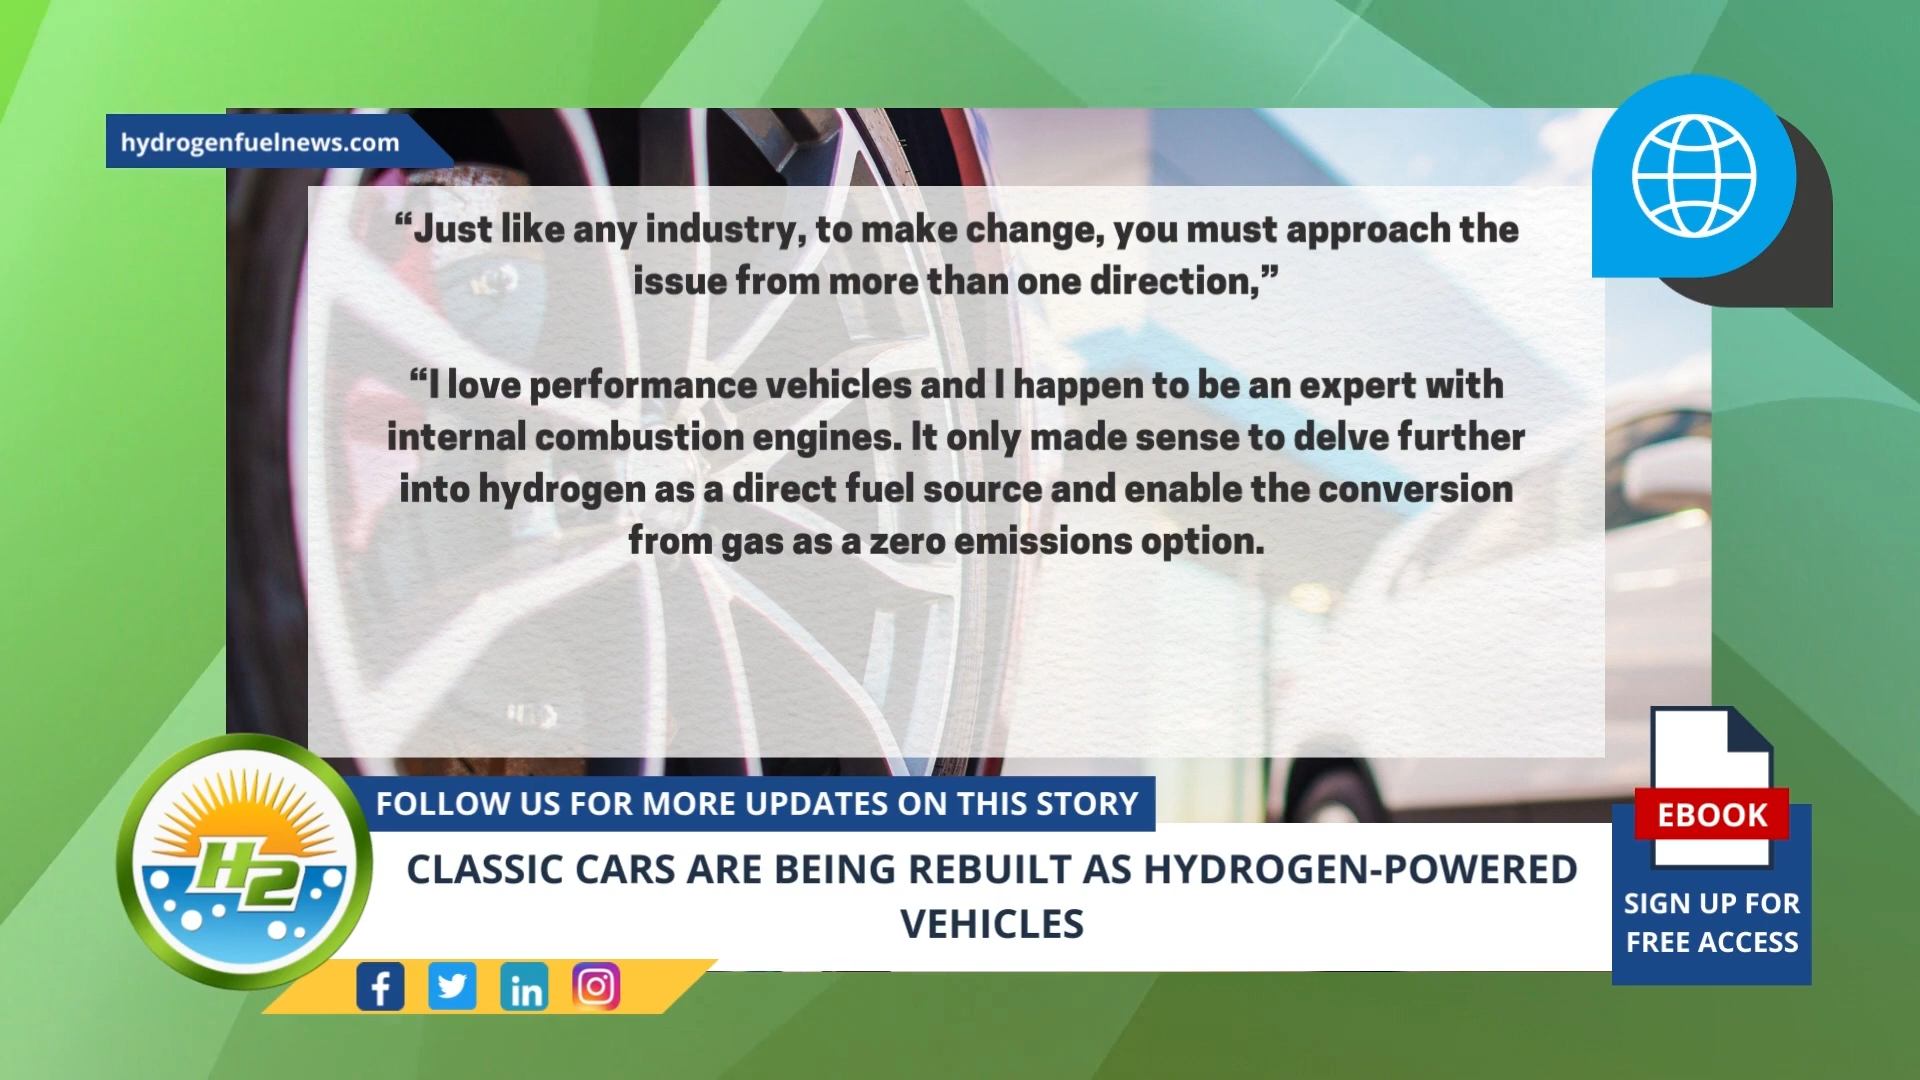 hydrogenfuelnews.com
“Just like any industry, to make change, you must approach the
issue from more than one direction,”
“I love performance vehicles and I happen to be an expert with
internal combustion engines. It only made sense to delve further
into hydrogen as a direct fuel source and enable the conversion
from gas as a zero emissions option.
FOLLOW US FOR MORE UPDATES ON THIS STORY
H2
CLASSIC CARS ARE BEING REBUILT AS HYDROGEN-POWERED
VEHICLES
f
in
EBOOK
SIGN UP FOR
FREE ACCESS